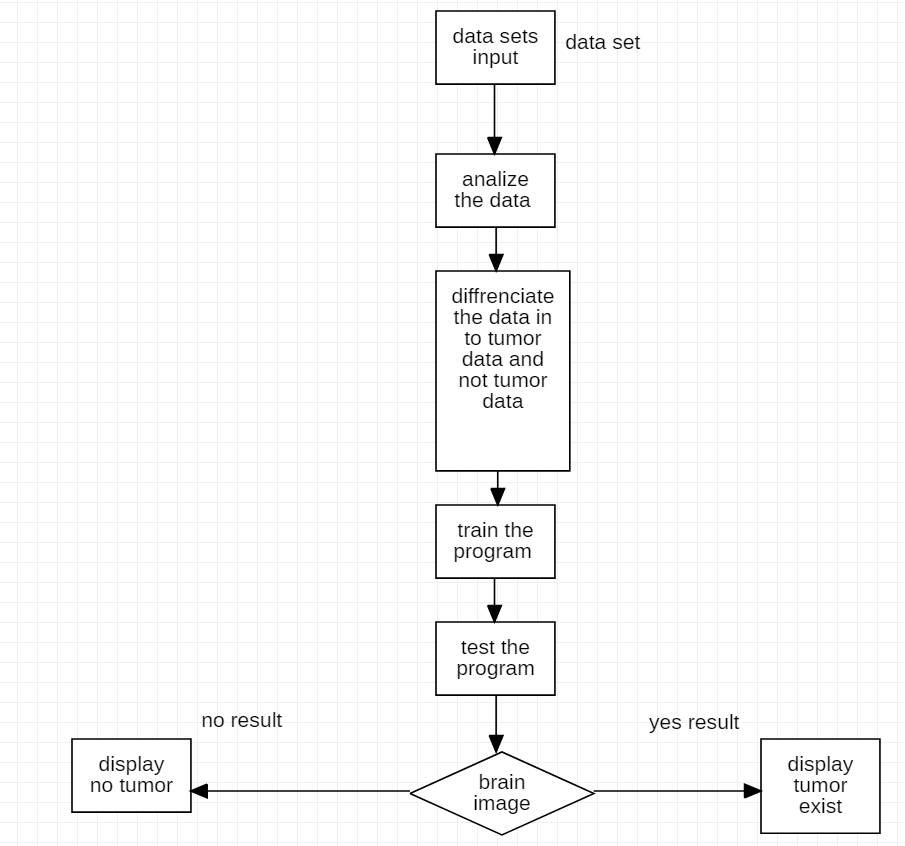 data sets
input
data set
analize
the data
diffrenciate
the data in
to tumor
data and
not tumor
data
train the
program
test the
program
no result
yes result
display
no tumor
brain
image
display
tumor
exist